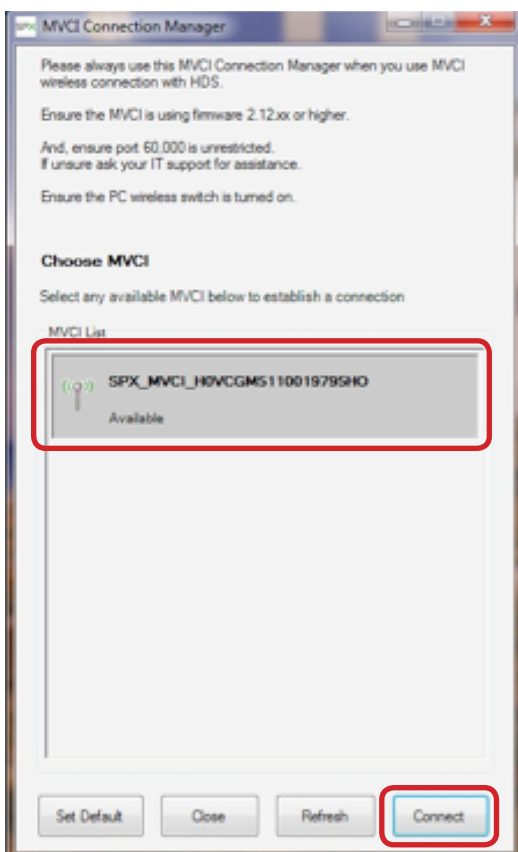 SPX MVCI Connection Manager
Please always use this MVCI Connection Manager when you use MVCI
wireless connection with HDS.
Ensure the MVCI is using firmware 2.12.xx or higher.
And, ensure port 60,000 is unrestricted.
If unsure ask your IT support for assistance.
Ensure the PC wireless switch is turned on.
Choose MVCI
Select any available MVCI below to establish a connection
MVCI List
SPX_MVCI_H0VCGMS11001979SHO
Available
Set Default
Close
Refresh
Connect